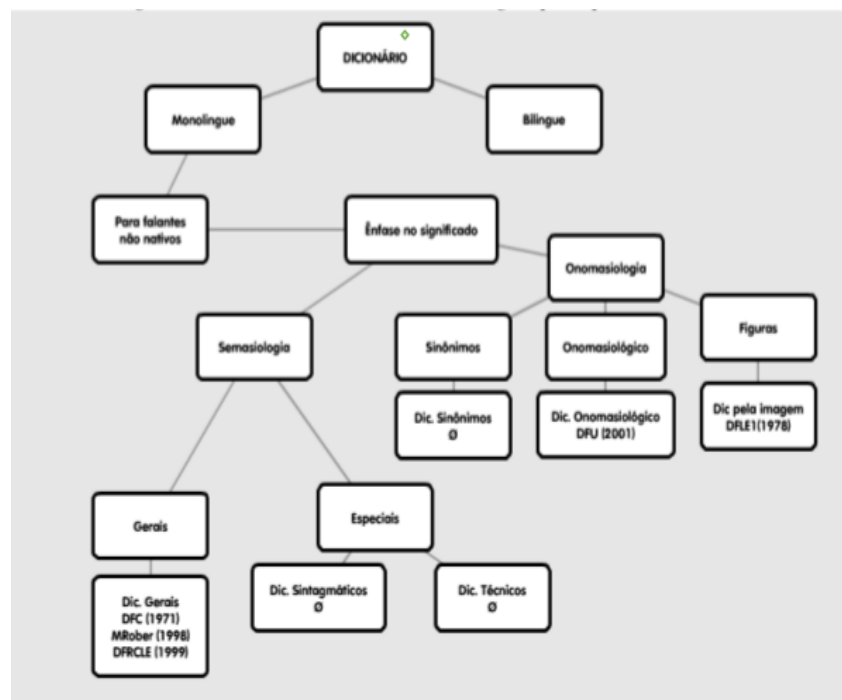 DICIONÁRIO
Monolíngue
Bilíngue
Para falantes
não nativos
Ênfase no significado
Onomasiologia
Semasiologia
Sinônimos
Onomasiológico
Figuras
Dic. Sinônimos
Ø
Dic. Onomasiológico
DFU (2001)
Dic pela imagem
DFLE1(1978)
Gerais
Especiais
Dic. Gerais
DFC (1971)
MRober (1998)
DFRCLE (1999)
Dic. Sintagmáticos
Ø
Dic. Técnicos
Ø